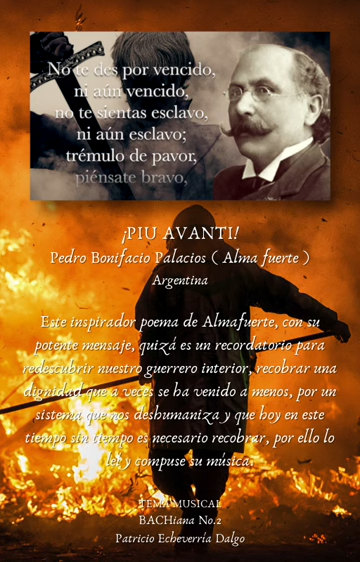 No te des por vencido,
ni aún vencido,
no te sientas esclavo,
ni aún esclavo;
trémulo de pavor,
piénsate bravo,
¡PIU AVANTI!
Pedro Bonifacio Palacios ( Alma fuerte )
Argentina
Este inspirador poema de Almafuerte, con su
potente mensaje, quizá es un recordatorio para
redescubrir nuestro guerrero interior, recobrar una
dignidad que a veces se ha venido a menos, por un
sistema que nos deshumaniza y que hoy en este
tiempo sin tiempo es necesario recobrar, por ello lo
leí y compuse su música.
TEMA MUSICAL
BACHiana No.2
Patricio Echeverría Dalgo